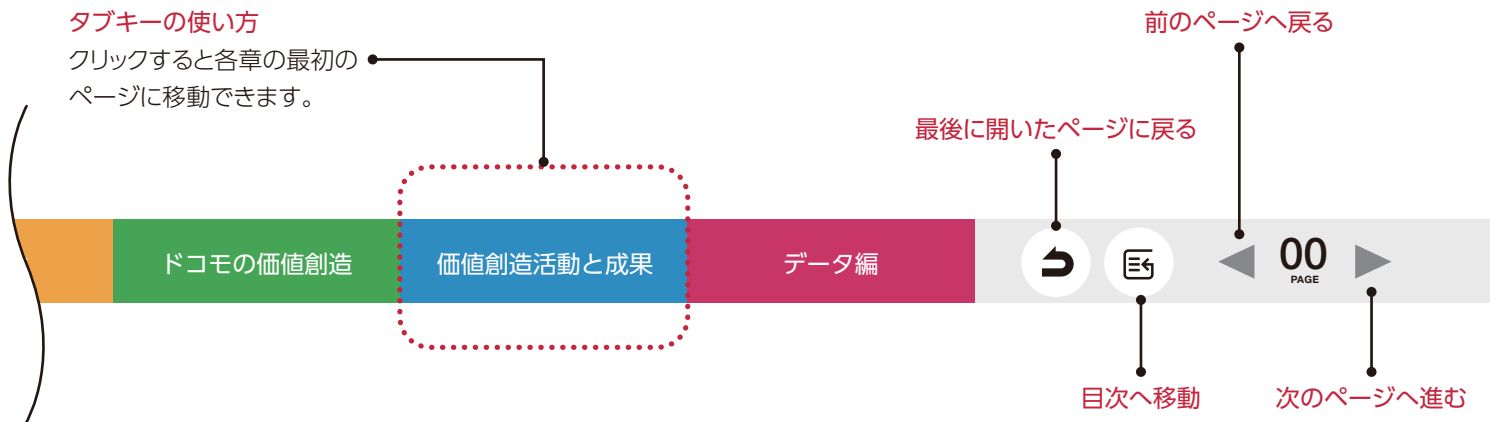 タブキーの使い方
クリックすると各章の最初の
ページに移動できます。
前のページへ戻る
最後に開いたページに戻る
ドコモの価値創造
価値創造活動と成果
データ編
00
PAGE
目次へ移動
次のページへ進む